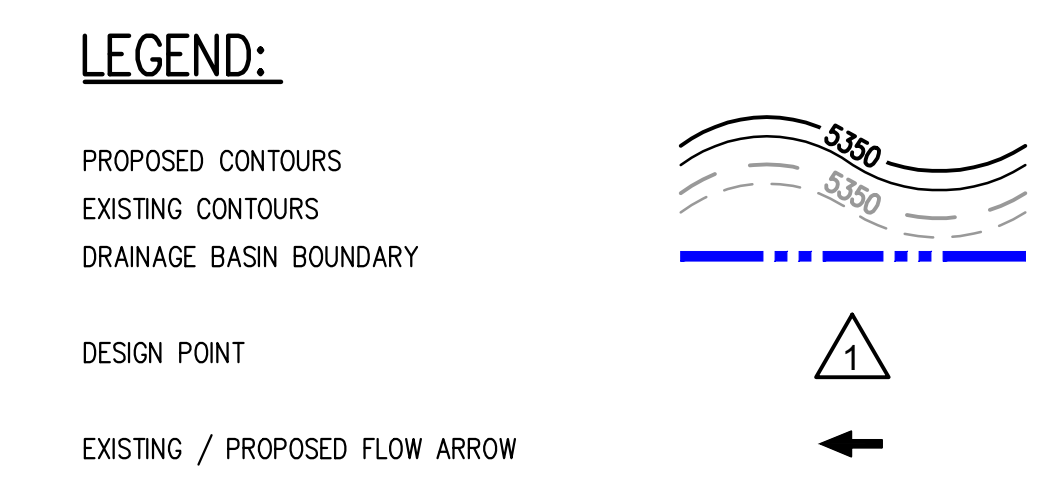 LEGEND:
PROPOSED CONTOURS
5350
EXISTING CONTOURS
5350
DRAINAGE BASIN BOUNDARY
DESIGN POINT
1
EXISTING / PROPOSED FLOW ARROW